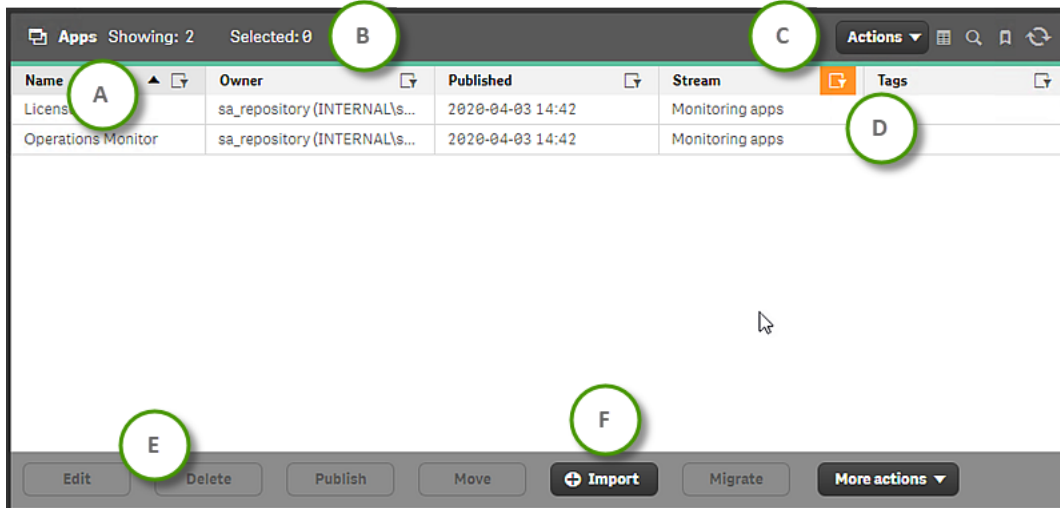 Apps Showing: 2 Selected: 0 B C Actions
Name Owner Published Stream Tags
A
sa_repository (INTERNAL\s... 2020-04-03 14:42 Monitoring apps
D
Operations Monitor sa_repository (INTERNAL\s... 2020-04-03 14:42 Monitoring apps
F
E
Edit Delete Publish Move Import Migrate More actions